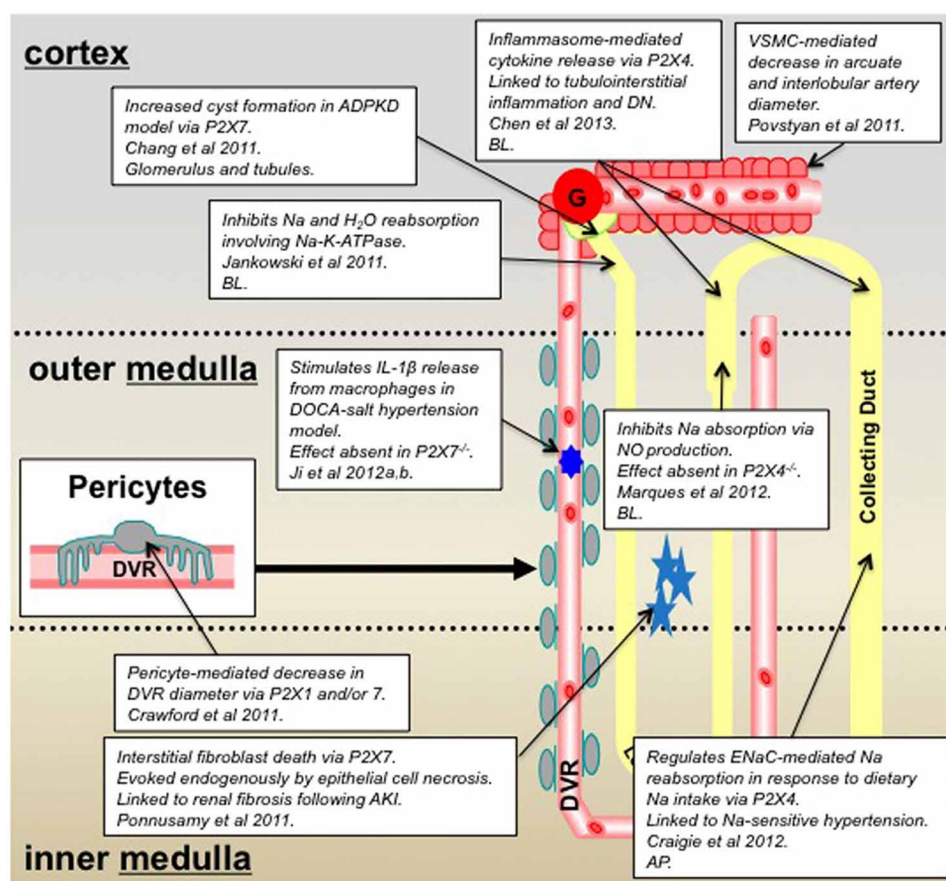 cortex
Increased cyst formation in ADPKD
model via P2X7.
Chang et al 2011.
Glomerulus and tubules.
Inflammasome-mediated
cytokine release via P2X4.
Linked to tubulointerstitial
inflammation and DN.
Chen et al 2013.
BL.
VSMC-mediated
decrease in arcuate
and interlobular artery
diameter.
Povstyan et al 2011.
G
Inhibits Na and H₂O reabsorption
involving Na-K-ATPase.
Jankowski et al 2011.
BL.
outer medulla
Stimulates IL-1β release
from macrophages in
DOCA-salt hypertension
model.
Effect absent in P2X7⁻/⁻.
Ji et al 2012a,b.
Inhibits Na absorption via
NO production.
Effect absent in P2X4⁻/⁻.
Marques et al 2012.
BL.
Collecting Duct
Pericytes
DVR
Pericyte-mediated decrease in
DVR diameter via P2X1 and/or 7.
Crawford et al 2011.
Interstitial fibroblast death via P2X7.
Evoked endogenously by epithelial cell necrosis.
Linked to renal fibrosis following AKI.
Ponnusamy et al 2011.
DVR
Regulates ENaC-mediated Na
reabsorption in response to dietary
Na intake via P2X4.
Linked to Na-sensitive hypertension.
Craigie et al 2012.
AP.
inner medulla